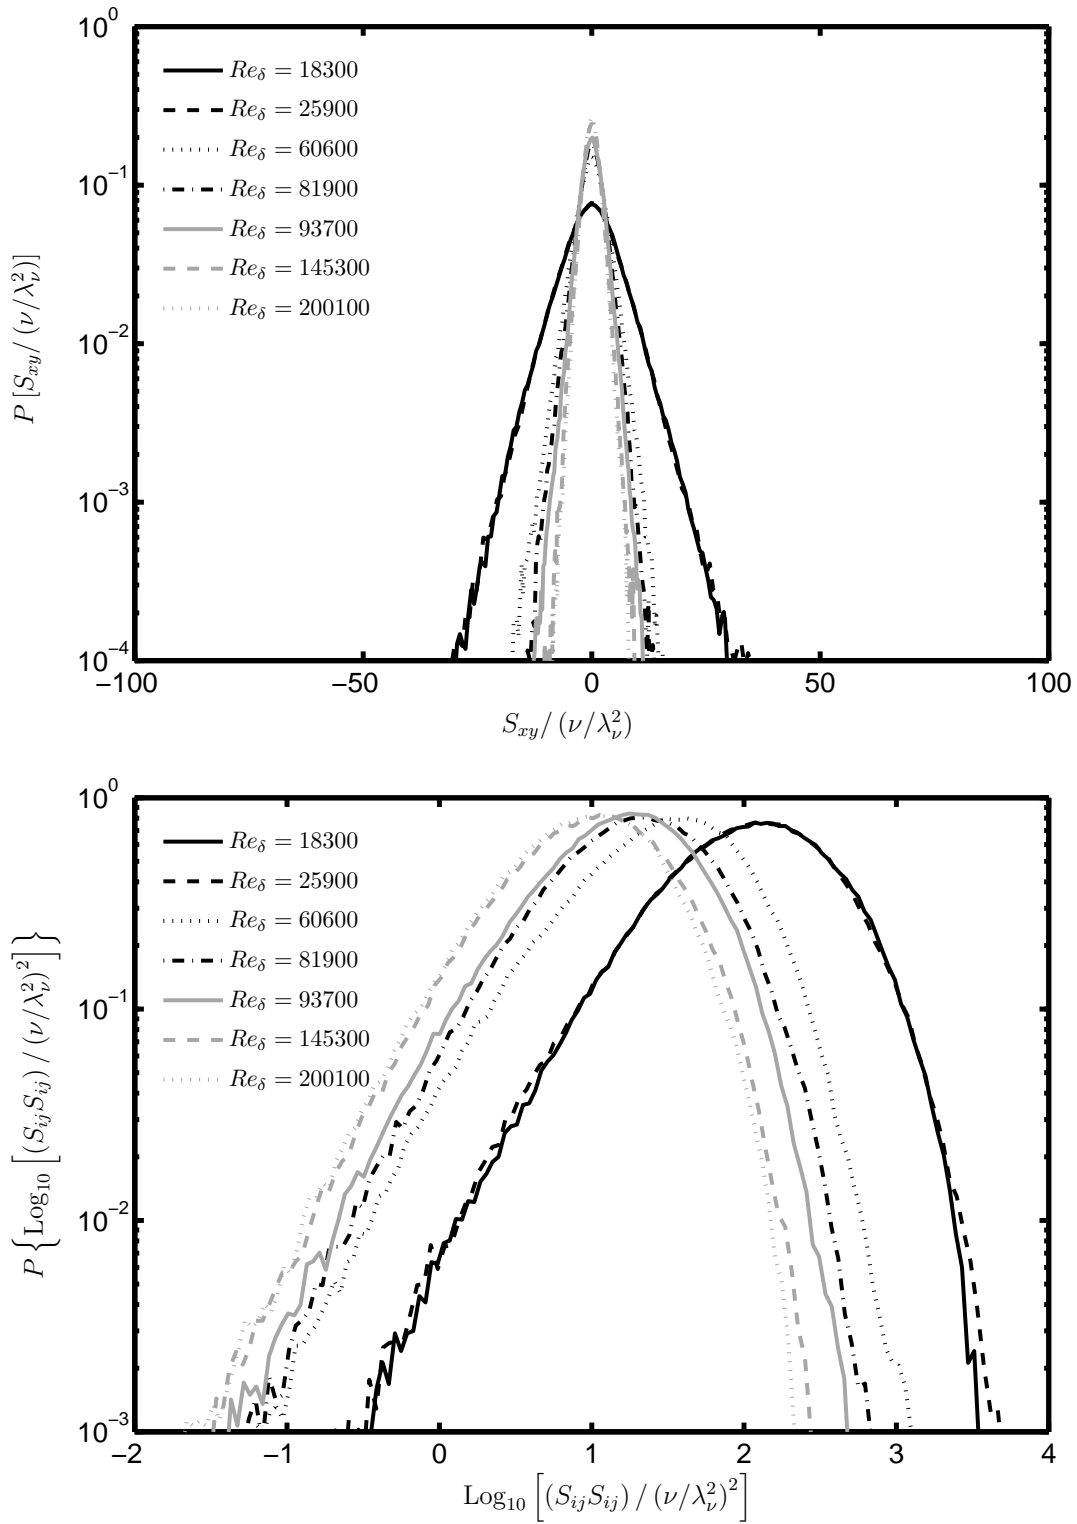 10^0
Re_δ = 18300
Re_δ = 25900
Re_δ = 60600
Re_δ = 81900
Re_δ = 93700
Re_δ = 145300
Re_δ = 200100
10^−1
10^−2
10^−3
10^−4
P [S_xy / (ν/λ_ν^2)]
−100 −50 0 50 100
S_xy / (ν/λ_ν^2)
10^0
Re_δ = 18300
Re_δ = 25900
Re_δ = 60600
Re_δ = 81900
Re_δ = 93700
Re_δ = 145300
Re_δ = 200100
10^−1
10^−2
10^−3
P {Log_10 [(S_ij S_ij) / (ν/λ_ν^2)^2]}
−2 −1 0 1 2 3 4
Log_10 [(S_ij S_ij) / (ν/λ_ν^2)^2]